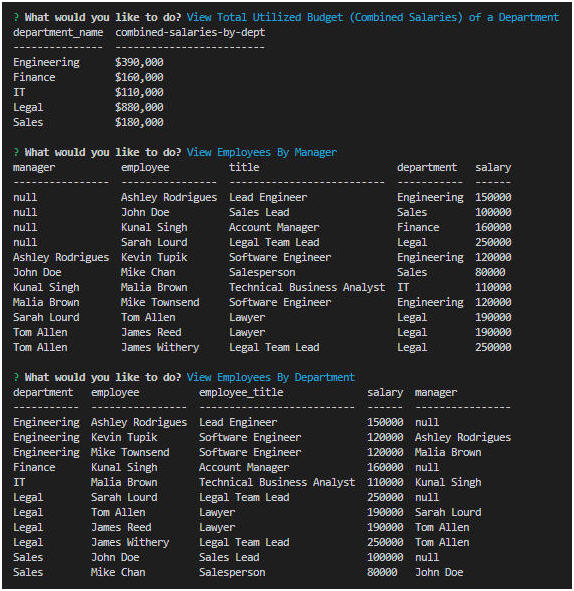 ? What would you like to do? View Total Utilized Budget (Combined Salaries) of a Department
department_name  combined-salaries-by-dept
---------------  -------------------------
Engineering      $390,000
Finance          $160,000
IT               $110,000
Legal            $880,000
Sales            $180,000
? What would you like to do? View Employees By Manager
manager           employee          title                       department   salary
----------------  ----------------  --------------------------  -----------  ------
null              Ashley Rodrigues  Lead Engineer               Engineering  150000
null              John Doe          Sales Lead                  Sales        100000
null              Kunal Singh       Account Manager             Finance      160000
null              Sarah Lourd       Legal Team Lead             Legal        250000
Ashley Rodrigues  Kevin Tupik       Software Engineer           Engineering  120000
John Doe          Mike Chan         Salesperson                 Sales        80000
Kunal Singh       Malia Brown       Technical Business Analyst  IT           110000
Malia Brown       Mike Townsend     Software Engineer           Engineering  120000
Sarah Lourd       Tom Allen         Lawyer                      Legal        190000
Tom Allen         James Reed        Lawyer                      Legal        190000
Tom Allen         James Withery     Legal Team Lead             Legal        250000
? What would you like to do? View Employees By Department
department   employee          employee_title              salary  manager
-----------  ----------------  --------------------------  ------  ----------------
Engineering  Ashley Rodrigues  Lead Engineer               150000  null
Engineering  Kevin Tupik       Software Engineer           120000  Ashley Rodrigues
Engineering  Mike Townsend     Software Engineer           120000  Malia Brown
Finance      Kunal Singh       Account Manager             160000  null
IT           Malia Brown       Technical Business Analyst  110000  Kunal Singh
Legal        Sarah Lourd       Legal Team Lead             250000  null
Legal        Tom Allen         Lawyer                      190000  Sarah Lourd
Legal        James Reed        Lawyer                      190000  Tom Allen
Legal        James Withery     Legal Team Lead             250000  Tom Allen
Sales        John Doe          Sales Lead                  100000  null
Sales        Mike Chan         Salesperson                 80000   John Doe